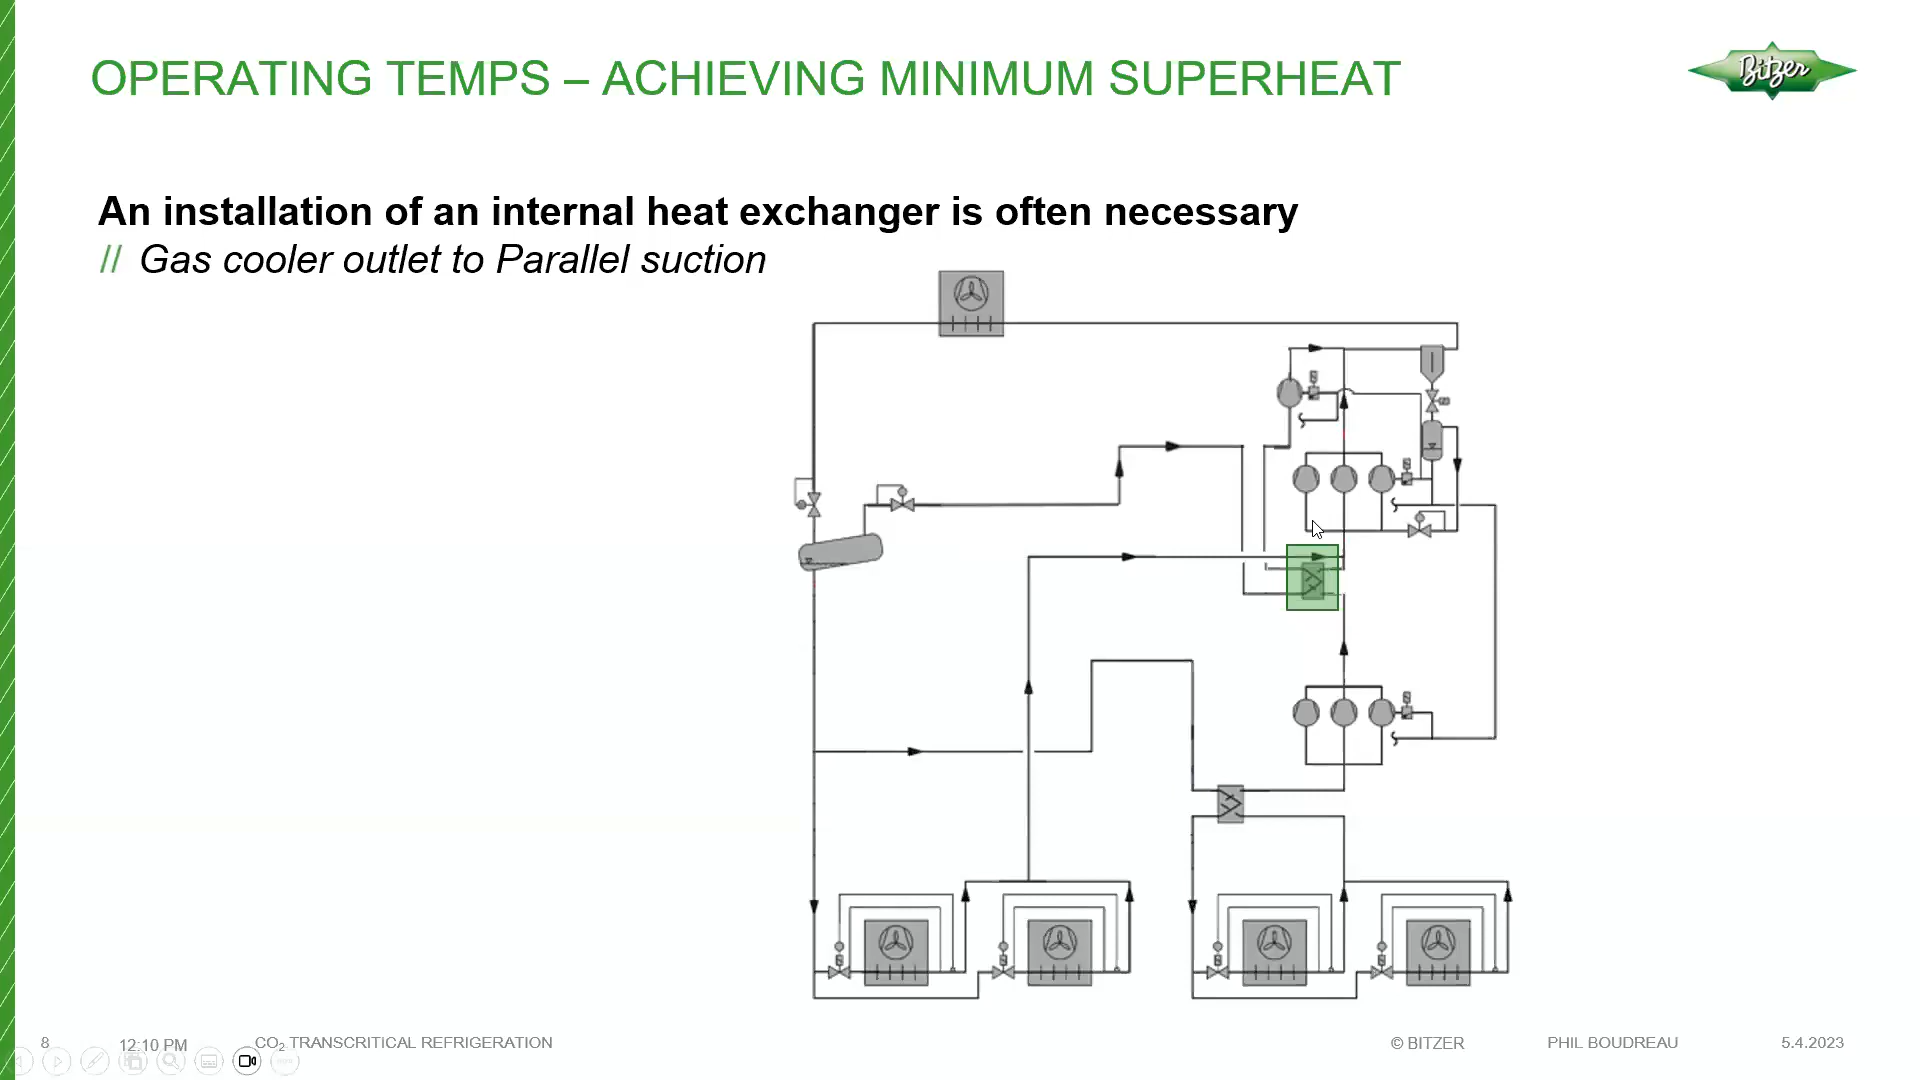 OPERATING TEMPS – ACHIEVING MINIMUM SUPERHEAT
Bitzer
An installation of an internal heat exchanger is often necessary
// Gas cooler outlet to Parallel suction
8
12:10 PM
CO₂ TRANSCRITICAL REFRIGERATION
© BITZER
PHIL BOUDREAU
5.4.2023